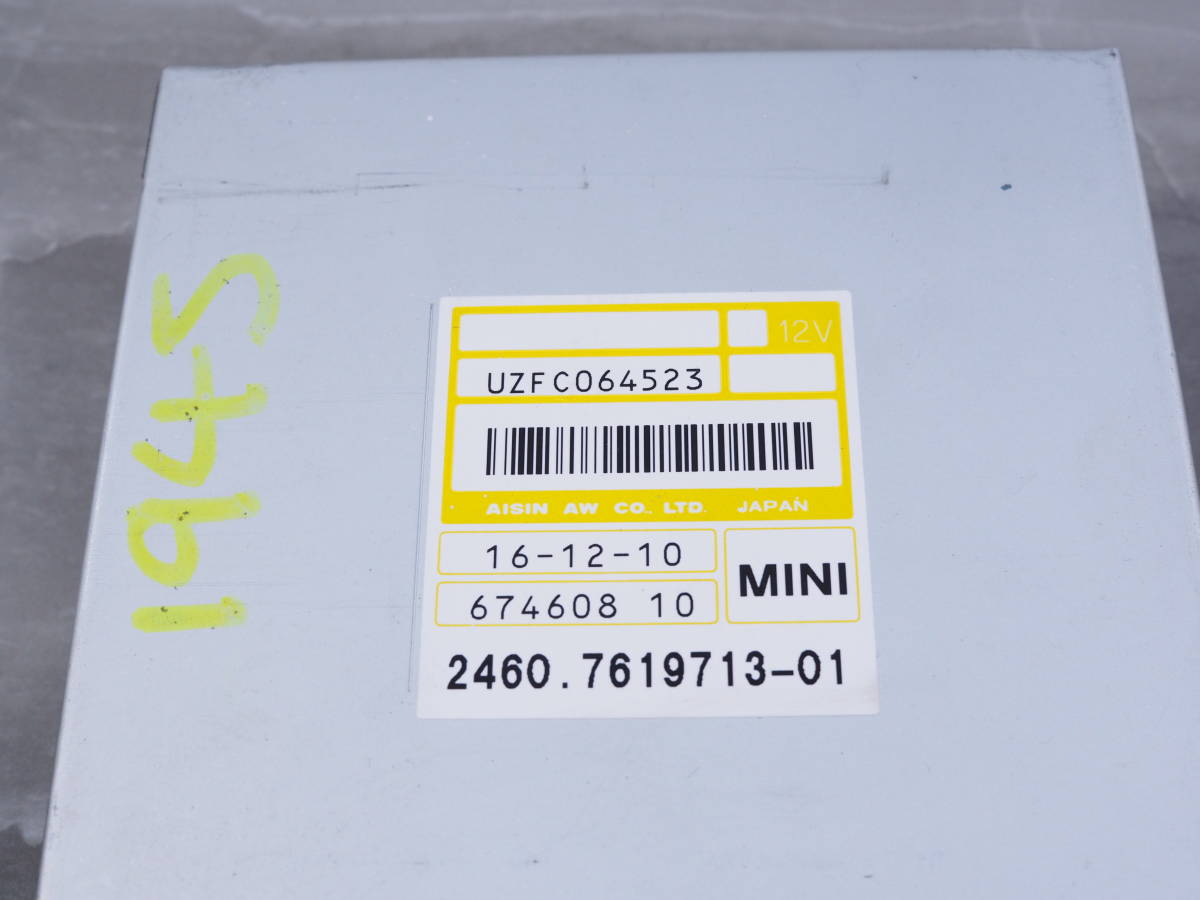 1945
12V
UZFC064523
AISIN AW CO., LTD. JAPAN
16-12-10
MINI
674608 10
2460.7619713-01